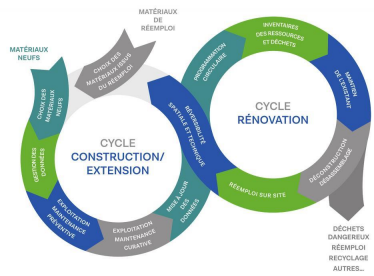 MATÉRIAUX
DE
RÉEMPLOI
MATÉRIAUX
NEUFS
CHOIX DES
MATÉRIAUX
NEUFS
CHOIX DES
MATÉRIAUX ISSUS
DU RÉEMPLOI
GESTION DES
DONNÉES
EXPLOITATION
MAINTENANCE
PRÉVENTIVE
EXPLOITATION
MAINTENANCE
CURATIVE
MISE À JOUR
DES
DONNÉES
RÉVERSIBILITÉ
SPATIALE ET TECHNIQUE
CYCLE
CONSTRUCTION/
EXTENSION
PROGRAMMATION
CIRCULAIRE
INVENTAIRES
DES RESSOURCES
ET DÉCHETS
MAINTIEN
DE L'EXISTANT
DÉCONSTRUCTION
DÉSASSEMBLAGE
RÉEMPLOI SUR SITE
CYCLE
RÉNOVATION
DÉCHETS
DANGEREUX
RÉEMPLOI
RECYCLAGE
AUTRES...